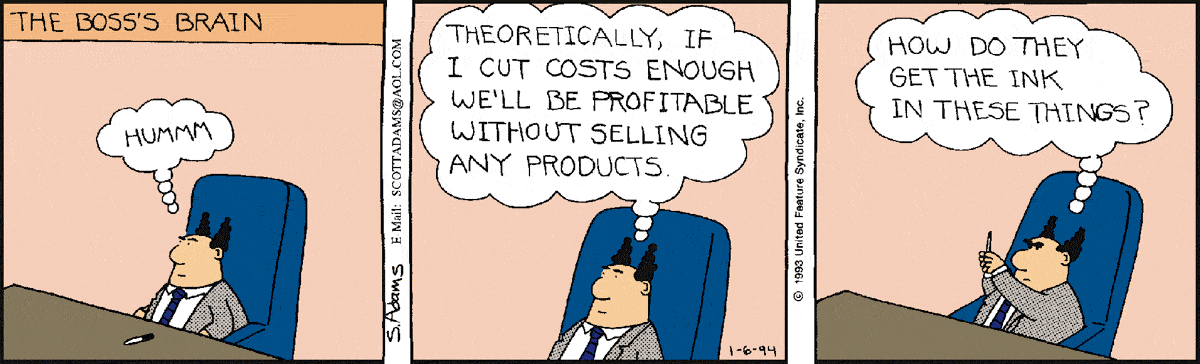 THE BOSS'S BRAIN
HUMMM
S.Adams E Mail: SCOTTADAMS@AOL.COM
THEORETICALLY, IF
I CUT COSTS ENOUGH
WE'LL BE PROFITABLE
WITHOUT SELLING
ANY PRODUCTS.
1-6-94
© 1993 United Feature Syndicate, Inc.
HOW DO THEY
GET THE INK
IN THESE THINGS?